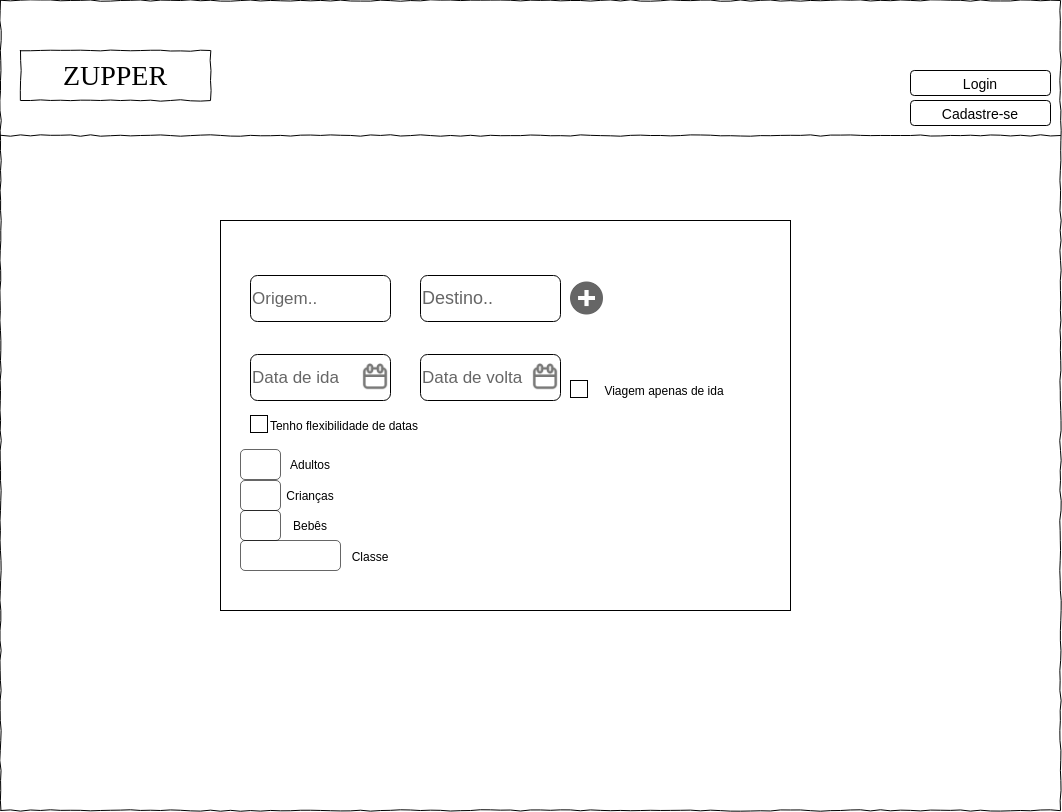 ZUPPER
Login
Cadastre-se
Origem..
Destino..
Data de ida
Data de volta
Viagem apenas de ida
Tenho flexibilidade de datas
Adultos
Crianças
Bebês
Classe